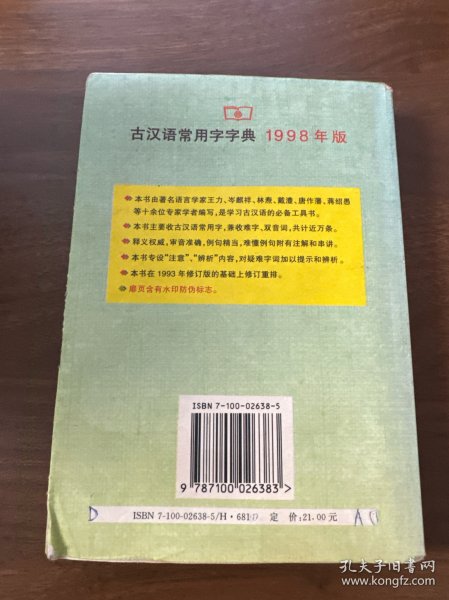 古汉语常用字字典 1998年版
◆本书由著名语言学家王力、岑麒祥、林焘、戴澧、唐作藩、蒋绍愚
等十余位专家学者编写,是学习古汉语的必备工具书。
◆本书主要收古汉语常用字,兼收难字、双音词,共计近万条。
◆释义权威,审音准确,例句精当,难懂例句附有注解和串讲。
◆本书专设“注意”、“辨析”内容,对疑难字词加以提示和辨析。
◆本书在1993年修订版的基础上修订重排。
◆扉页含有水印防伪标志。
ISBN 7-100-02638-5
9 787100 026383 >
D
ISBN 7-100-02638-5/H·681 定 价:21.00 元
A
孔夫子旧书网
www.kongfz.com